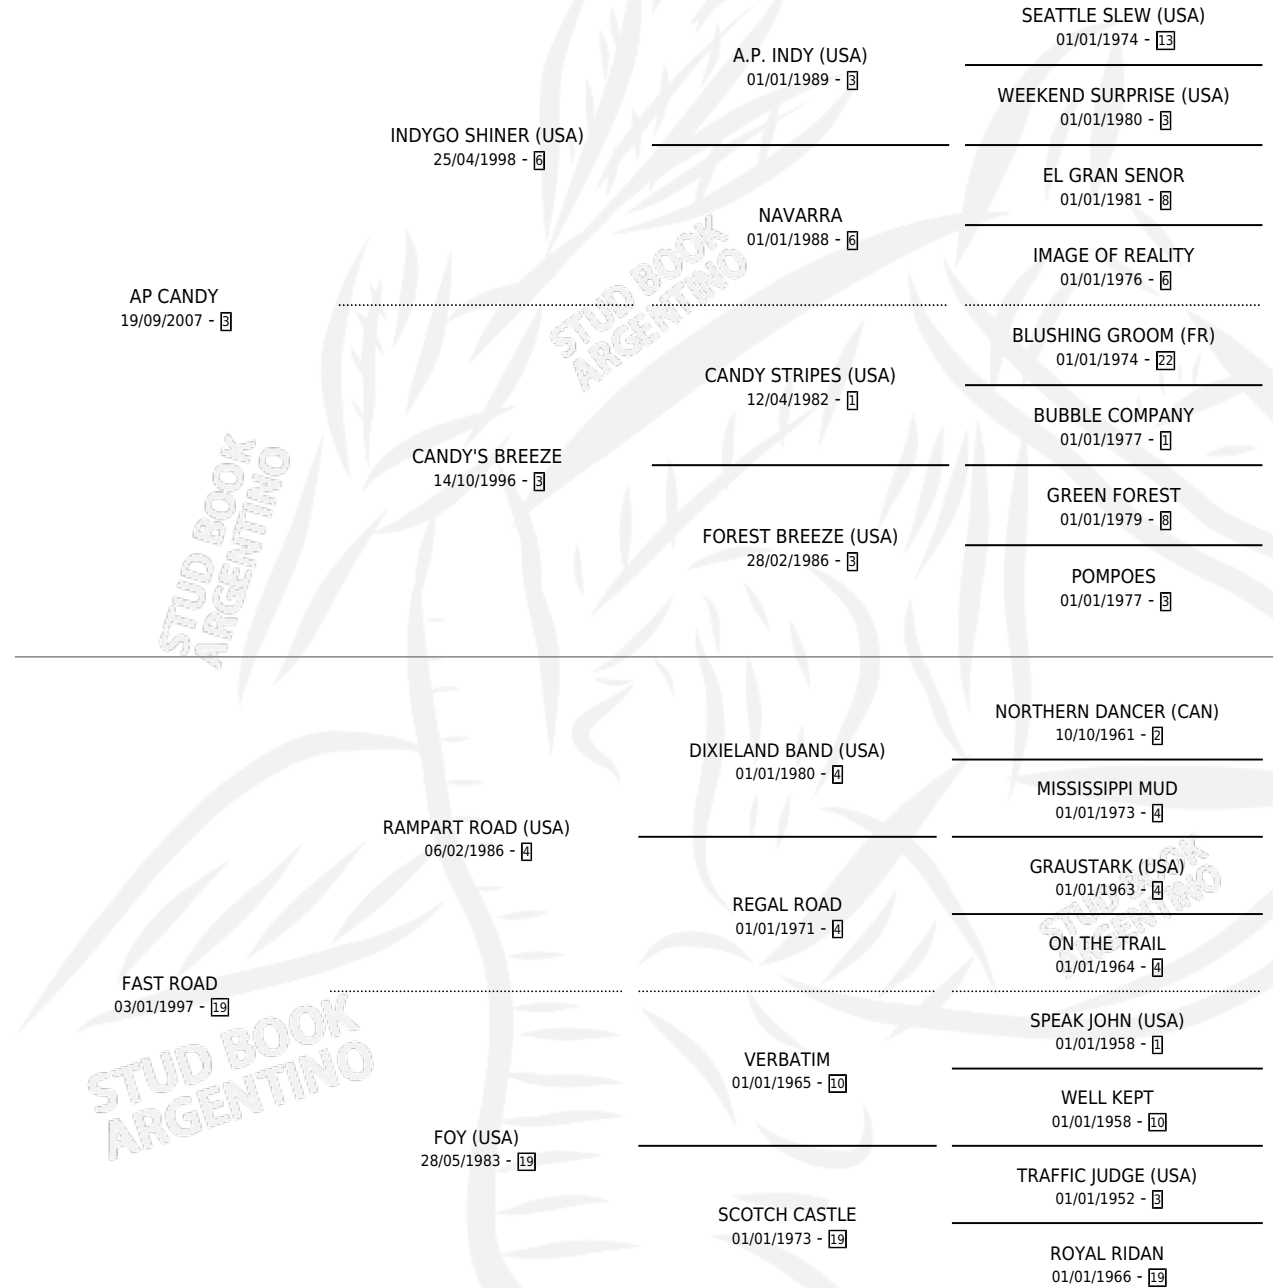 SEATTLE SLEW (USA)
01/01/1974 - 13
A.P. INDY (USA)
01/01/1989 - 3
WEEKEND SURPRISE (USA)
01/01/1980 - 3
INDYGO SHINER (USA)
25/04/1998 - 6
EL GRAN SENOR
01/01/1981 - 8
NAVARRA
01/01/1988 - 6
IMAGE OF REALITY
01/01/1976 - 6
AP CANDY
19/09/2007 - 3
BLUSHING GROOM (FR)
01/01/1974 - 22
CANDY STRIPES (USA)
12/04/1982 - 1
BUBBLE COMPANY
01/01/1977 - 1
CANDY'S BREEZE
14/10/1996 - 3
GREEN FOREST
01/01/1979 - 8
FOREST BREEZE (USA)
28/02/1986 - 3
POMPOES
01/01/1977 - 3
STUD BOOK
ARGENTINO
STUD BOOK
ARGENTINO
NORTHERN DANCER (CAN)
10/10/1961 - 2
DIXIELAND BAND (USA)
01/01/1980 - 4
MISSISSIPPI MUD
01/01/1973 - 4
RAMPART ROAD (USA)
06/02/1986 - 4
GRAUSTARK (USA)
01/01/1963 - 4
REGAL ROAD
01/01/1971 - 4
ON THE TRAIL
01/01/1964 - 4
FAST ROAD
03/01/1997 - 19
SPEAK JOHN (USA)
01/01/1958 - 1
VERBATIM
01/01/1965 - 10
WELL KEPT
01/01/1958 - 10
FOY (USA)
28/05/1983 - 19
TRAFFIC JUDGE (USA)
01/01/1952 - 3
SCOTCH CASTLE
01/01/1973 - 19
ROYAL RIDAN
01/01/1966 - 19
STUD BOOK
ARGENTINO
STUD BOOK
ARGENTINO